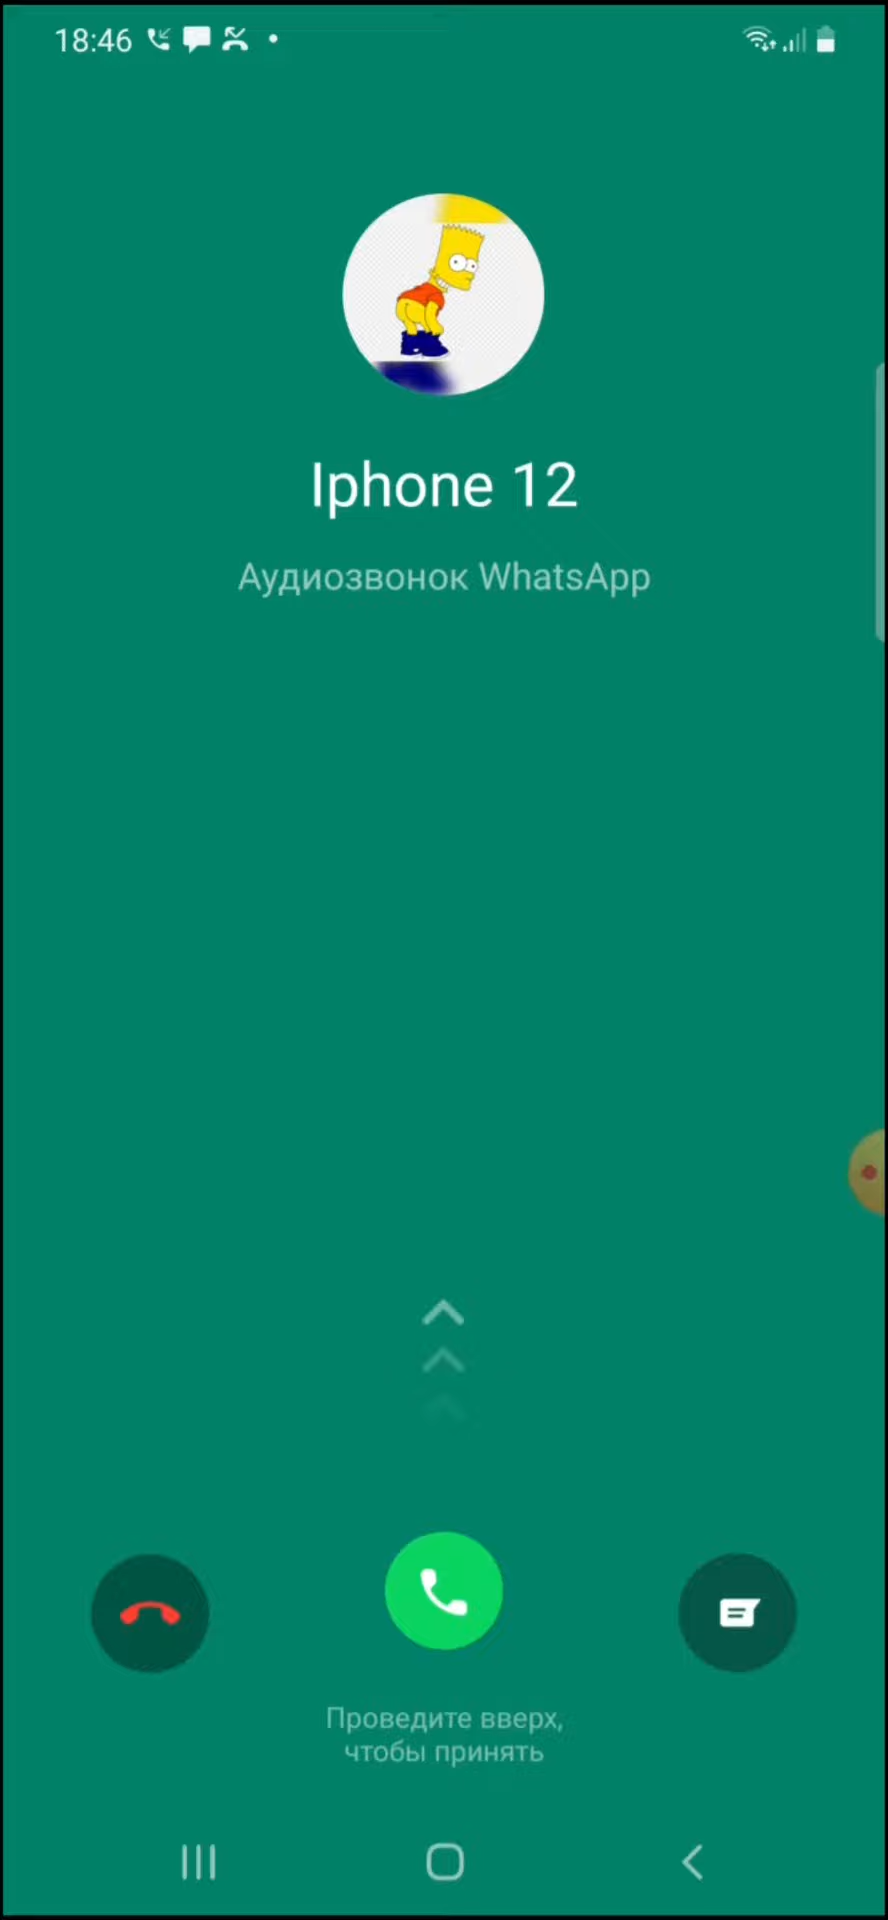 18:46
Iphone 12
Аудиозвонок WhatsApp
Проведите вверх,
чтобы принять